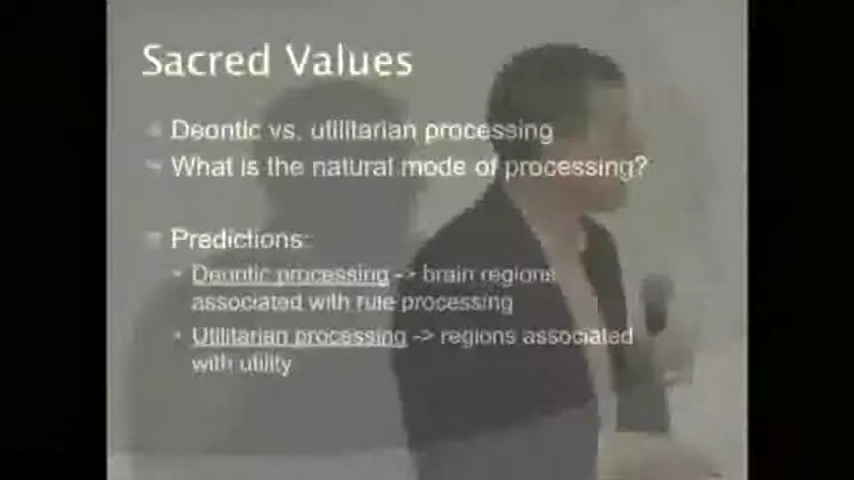 Sacred Values
Deontic vs. utilitarian processing
What is the natural mode of processing?
Predictions:
Deontic processing -> brain regions
associated with rule processing
Utilitarian processing -> regions associated
with utility